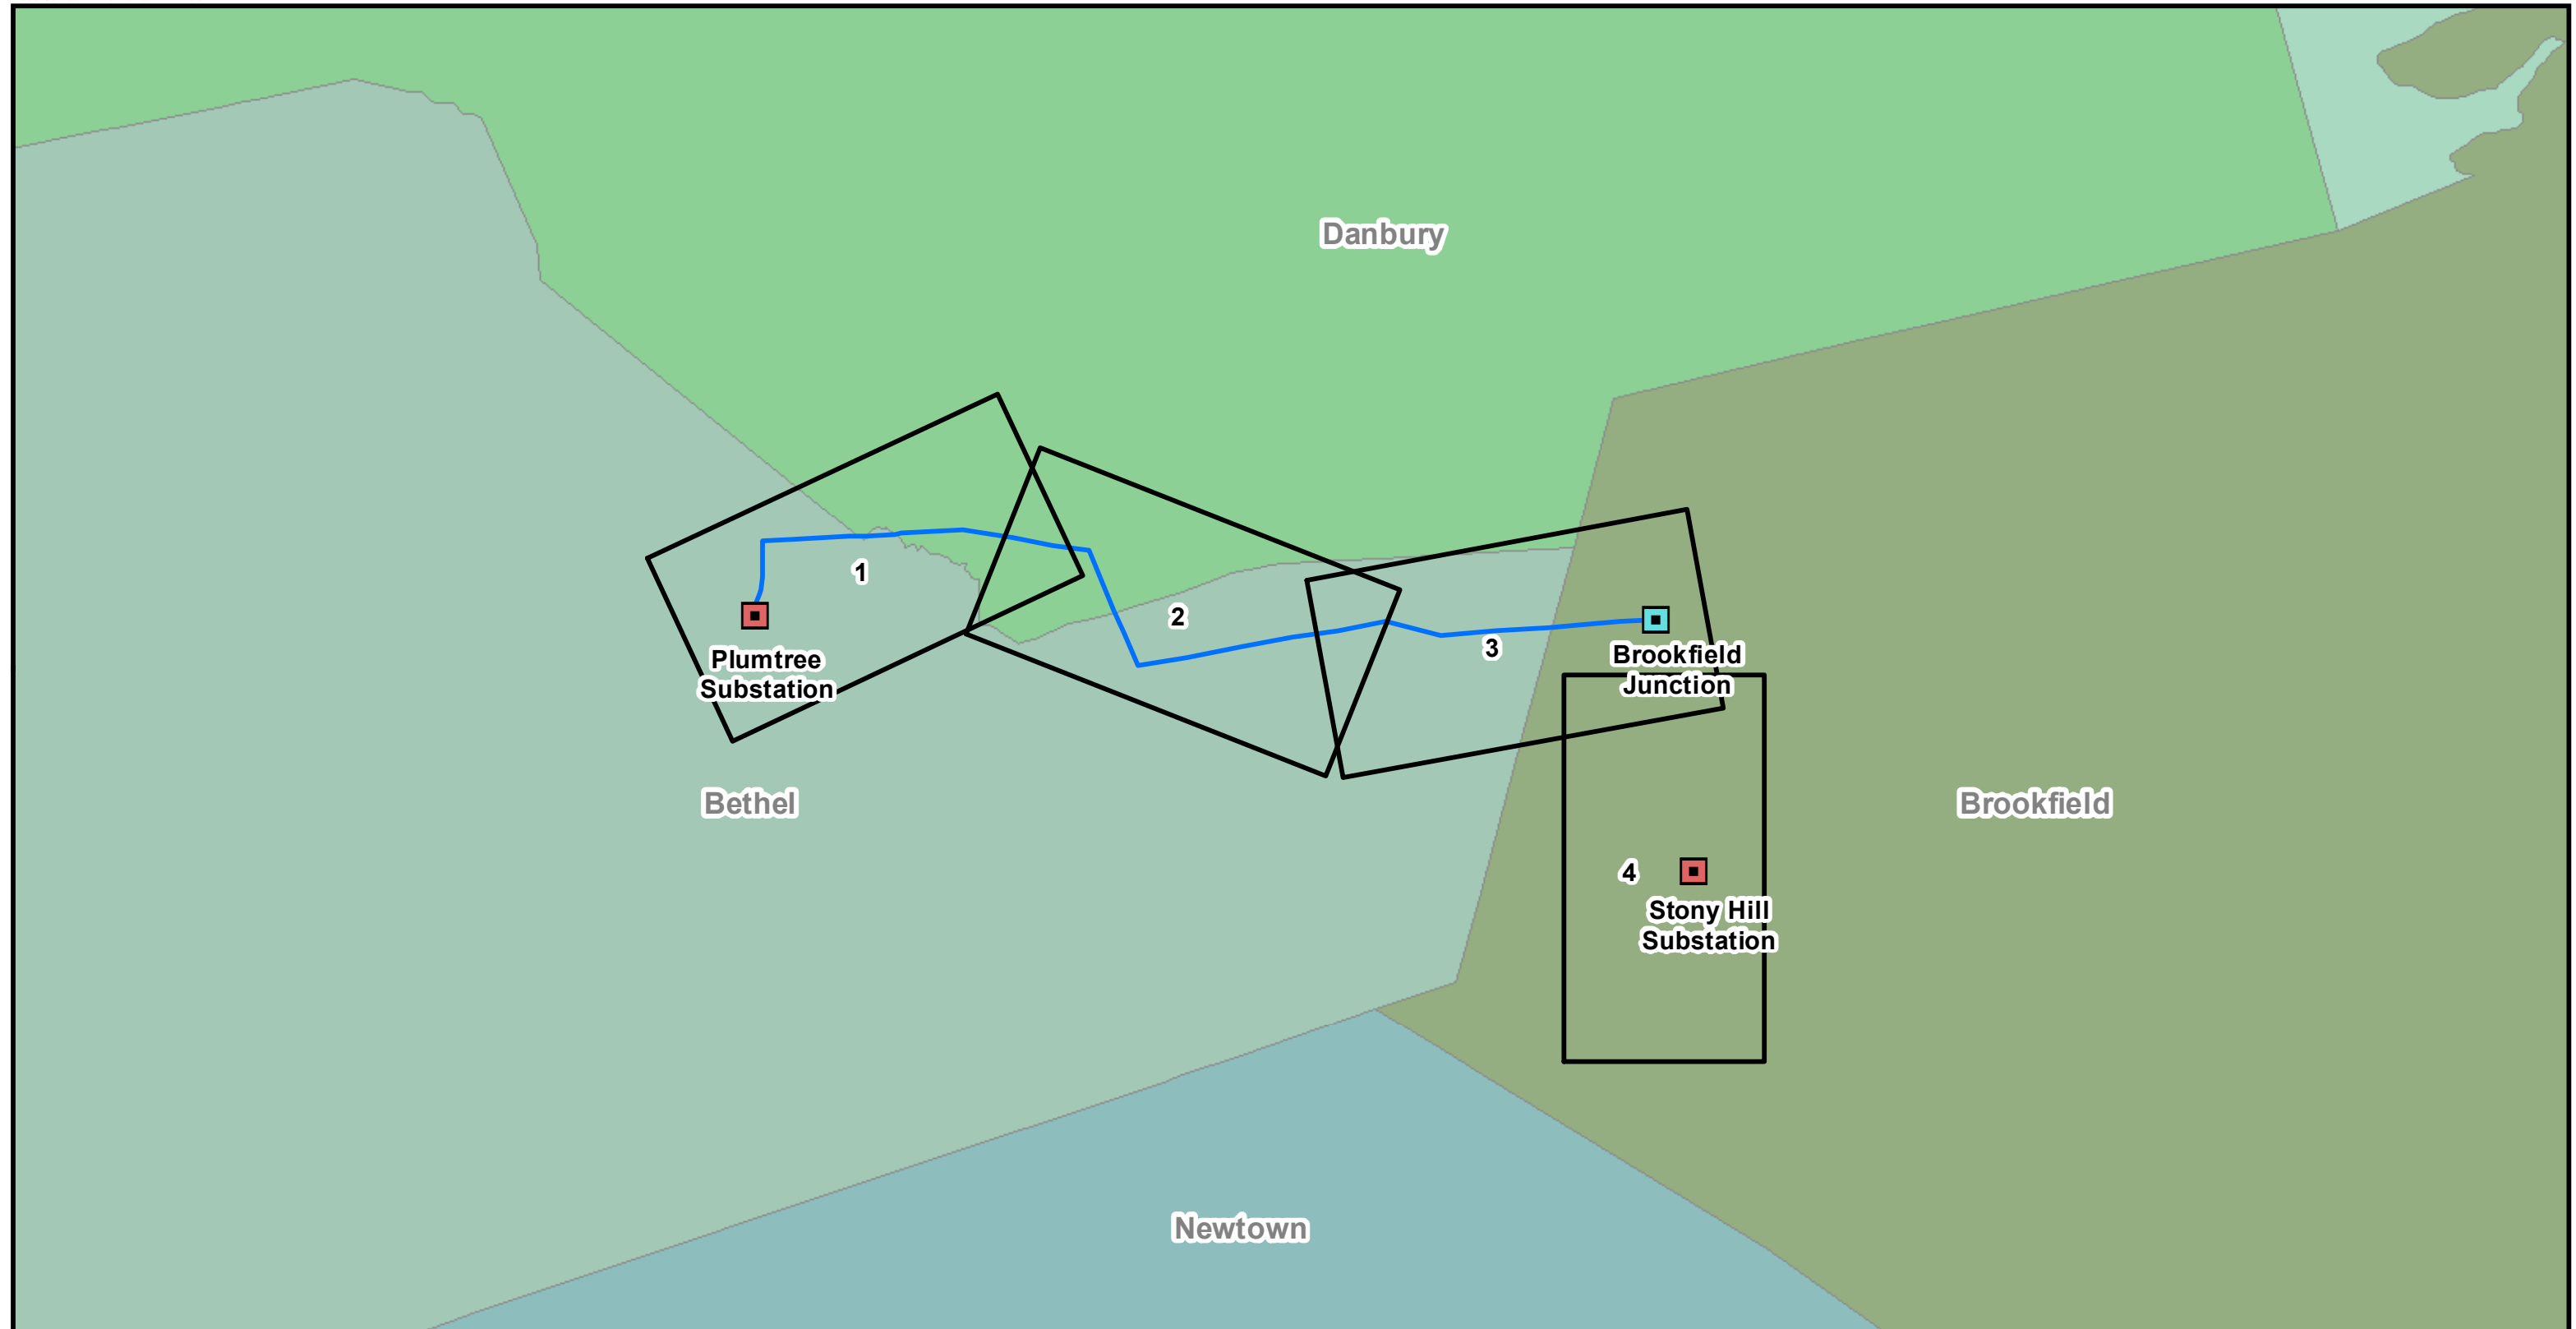 Danbury
1
2
3
Plumtree
Substation
Brookfield
Junction
Bethel
Brookfield
4
Stony Hill
Substation
Newtown